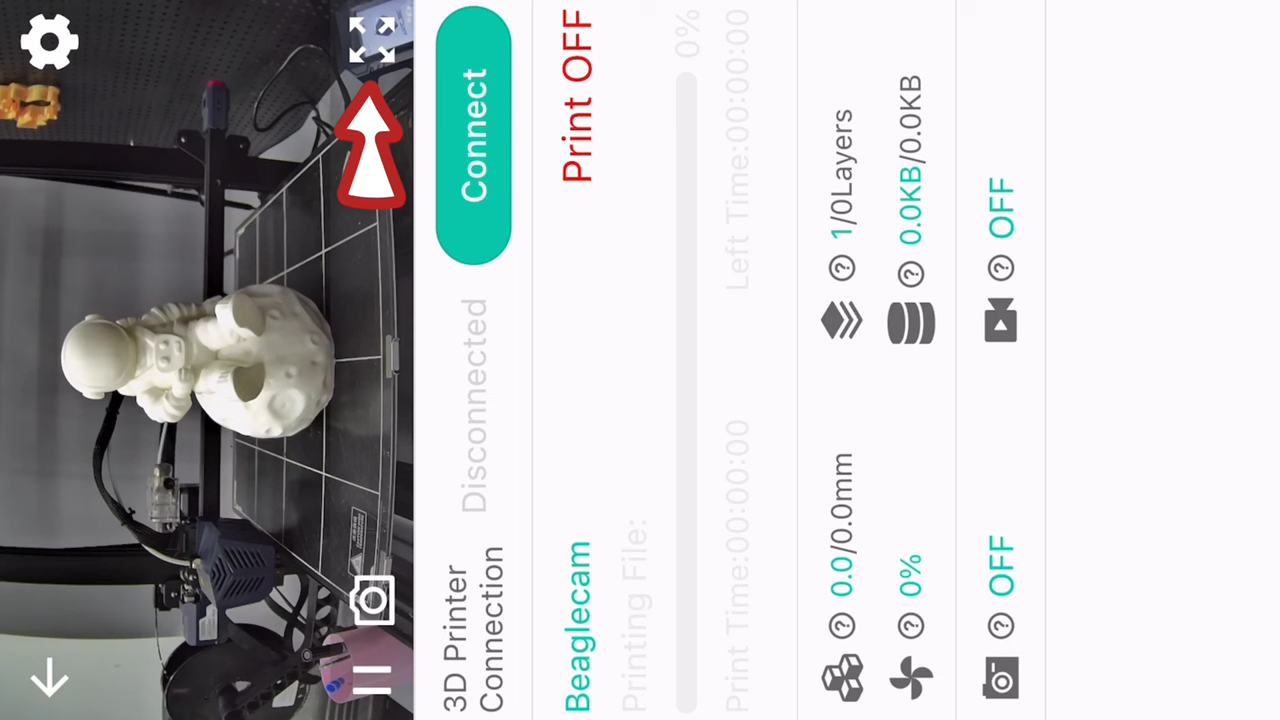 3D Printer
Connection
Disconnected
Connect
Beaglecam
Print OFF
Printing File:
0%
Print Time:00:00:00
Left Time:00:00:00
0.0/0.0mm
1/0Layers
0%
0.0KB/0.0KB
OFF
OFF